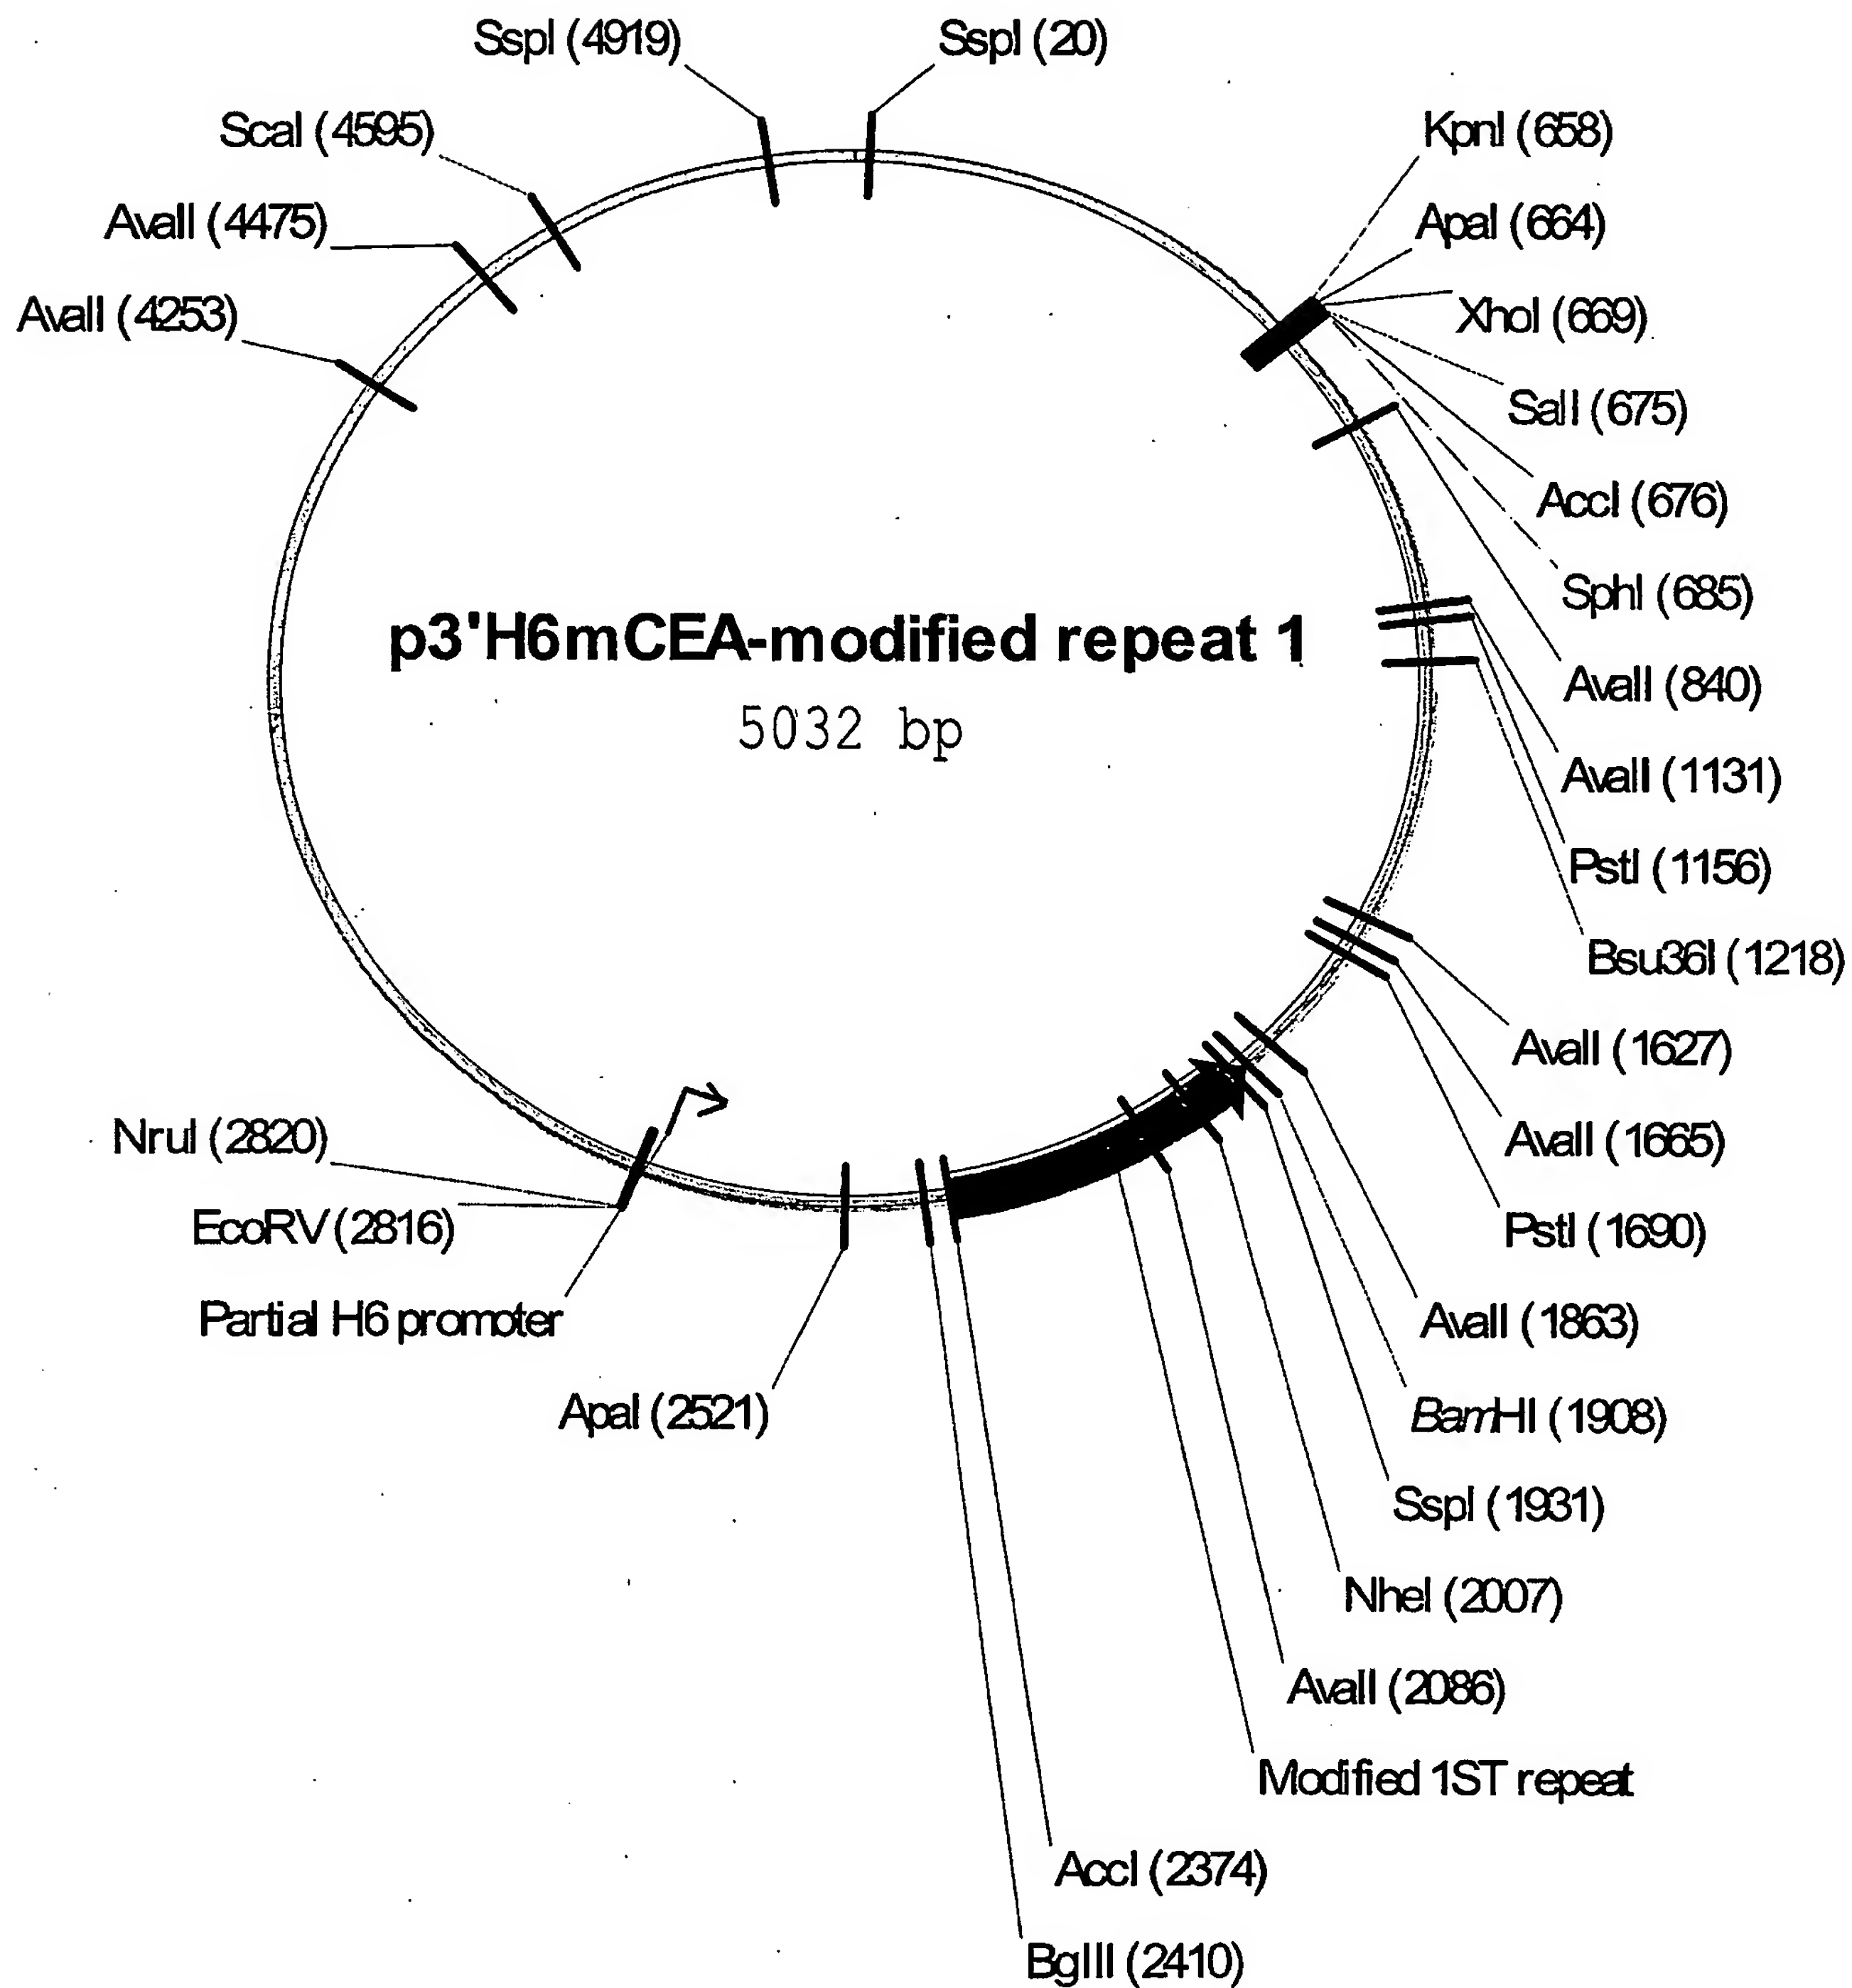 SspI (4919)
SspI (20)
ScaI (4595)
KpnI (658)
AvaII (4475)
ApaI (664)
AvaII (4253)
XhoI (669)
SalI (675)
AccI (676)
SphI (685)
p3'H6mCEA-modified repeat 1
5032 bp
AvaII (840)
AvaII (1131)
PstI (1156)
Bsu36I (1218)
AvaII (1627)
NruI (2820)
AvaII (1665)
EcoRV (2816)
PstI (1690)
Partial H6 promoter
AvaII (1863)
ApaI (2521)
BamHI (1908)
SspI (1931)
NheI (2007)
AvaII (2086)
Modified 1ST repeat
AccI (2374)
BglII (2410)